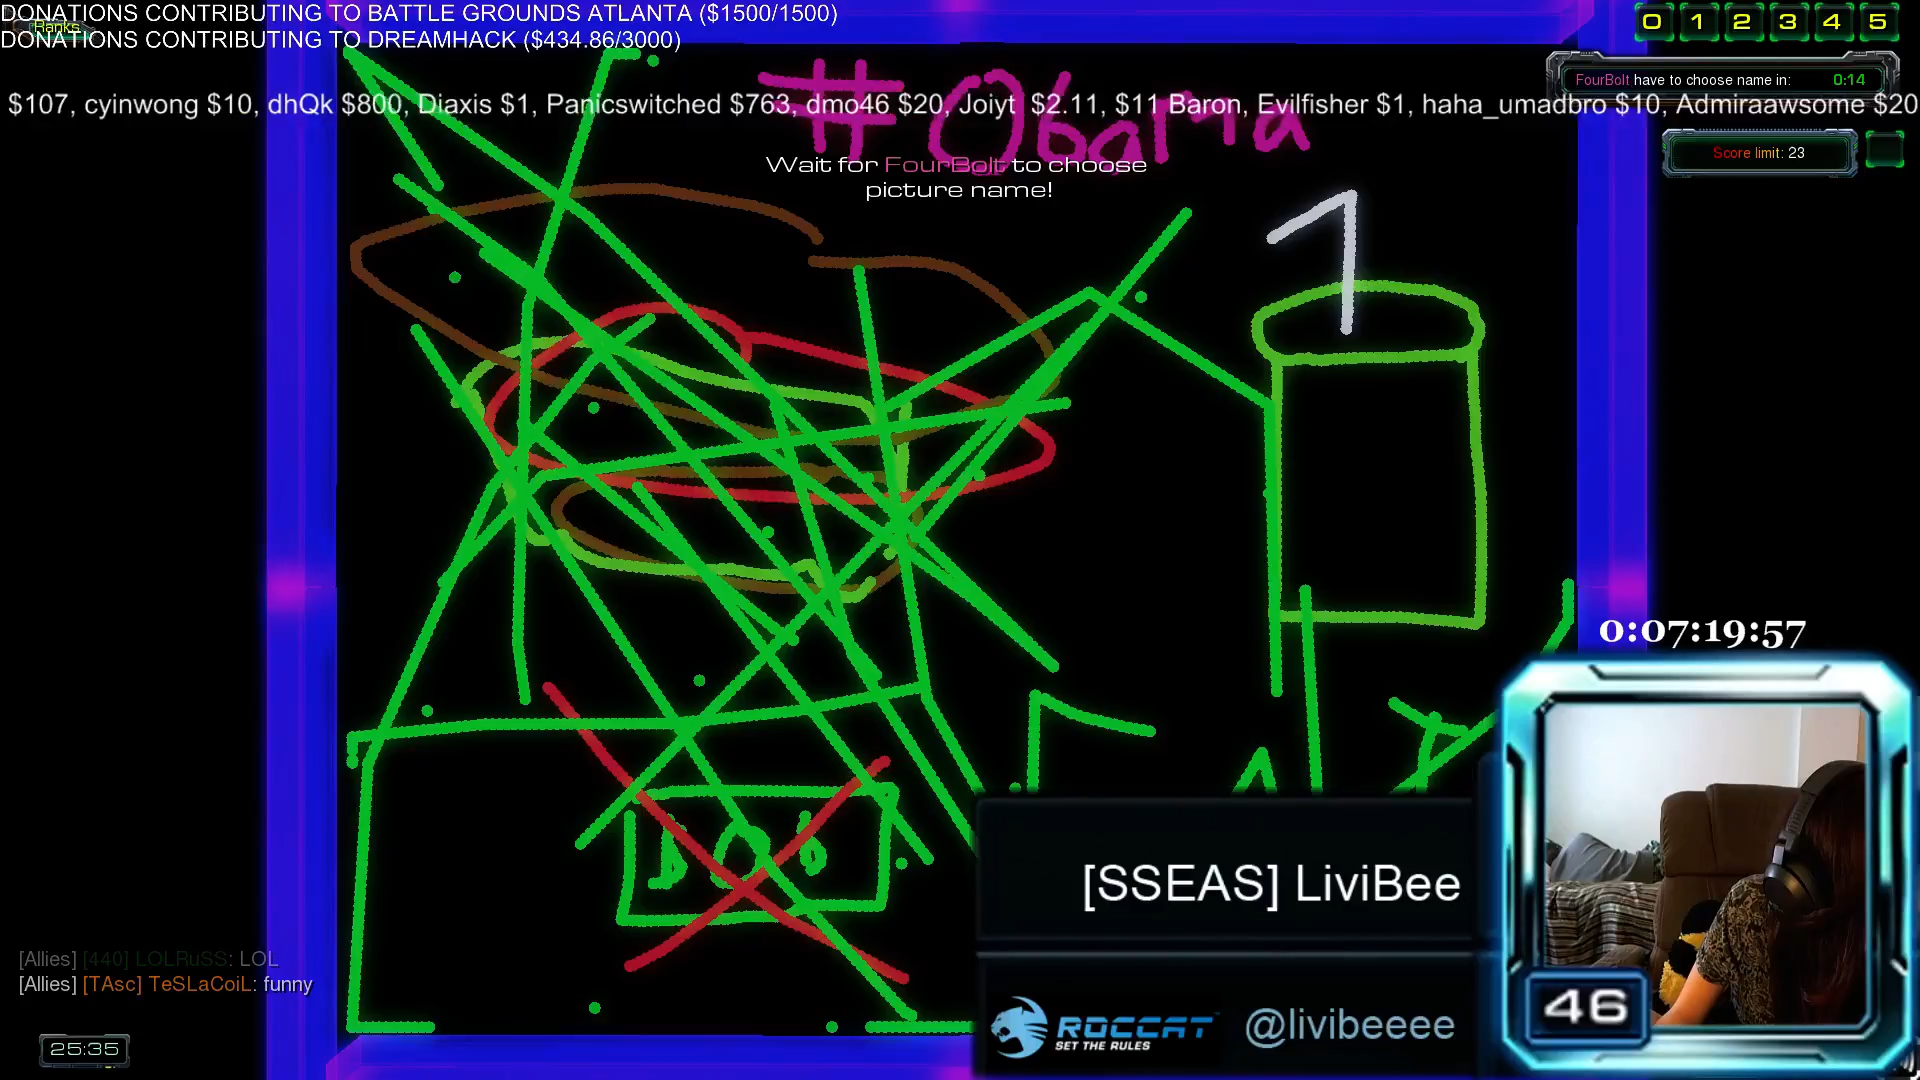 DONATIONS CONTRIBUTING TO BATTLE GROUNDS ATLANTA ($1500/1500)
Ranks
DONATIONS CONTRIBUTING TO DREAMHACK ($434.86/3000)
0 1 2 3 4 5
FourBolt have to choose name in: 0:14
$107, cyinwong $10, dhQk $800, Diaxis $1, Panicswitched $763, dmo46 $20, Joiyt $2.11, $11 Baron, Evilfisher $1, haha_umadbro $10, Admiraawsome $20
#Obama
Score limit: 23
Wait for FourBolt to choose
picture name!
0:07:19:57
[SSEAS] LiviBee
[Allies] [440] LOLRuSS: LOL
[Allies] [TAsc] TeSLaCoiL: funny
46
ROCCAT
SET THE RULES
@livibeeee
25:35